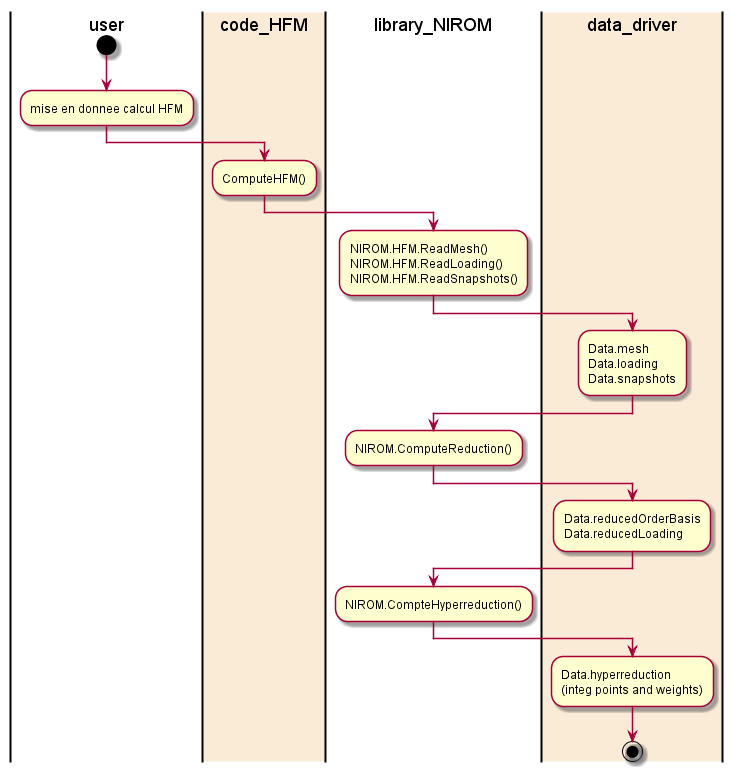 user
code_HFM
library_NIROM
data_driver
mise en donnee calcul HFM
ComputeHFM()
NIROM.HFM.ReadMesh()
NIROM.HFM.ReadLoading()
NIROM.HFM.ReadSnapshots()
Data.mesh
Data.loading
Data.snapshots
NIROM.ComputeReduction()
Data.reducedOrderBasis
Data.reducedLoading
NIROM.CompteHyperreduction()
Data.hyperreduction
(integ points and weights)